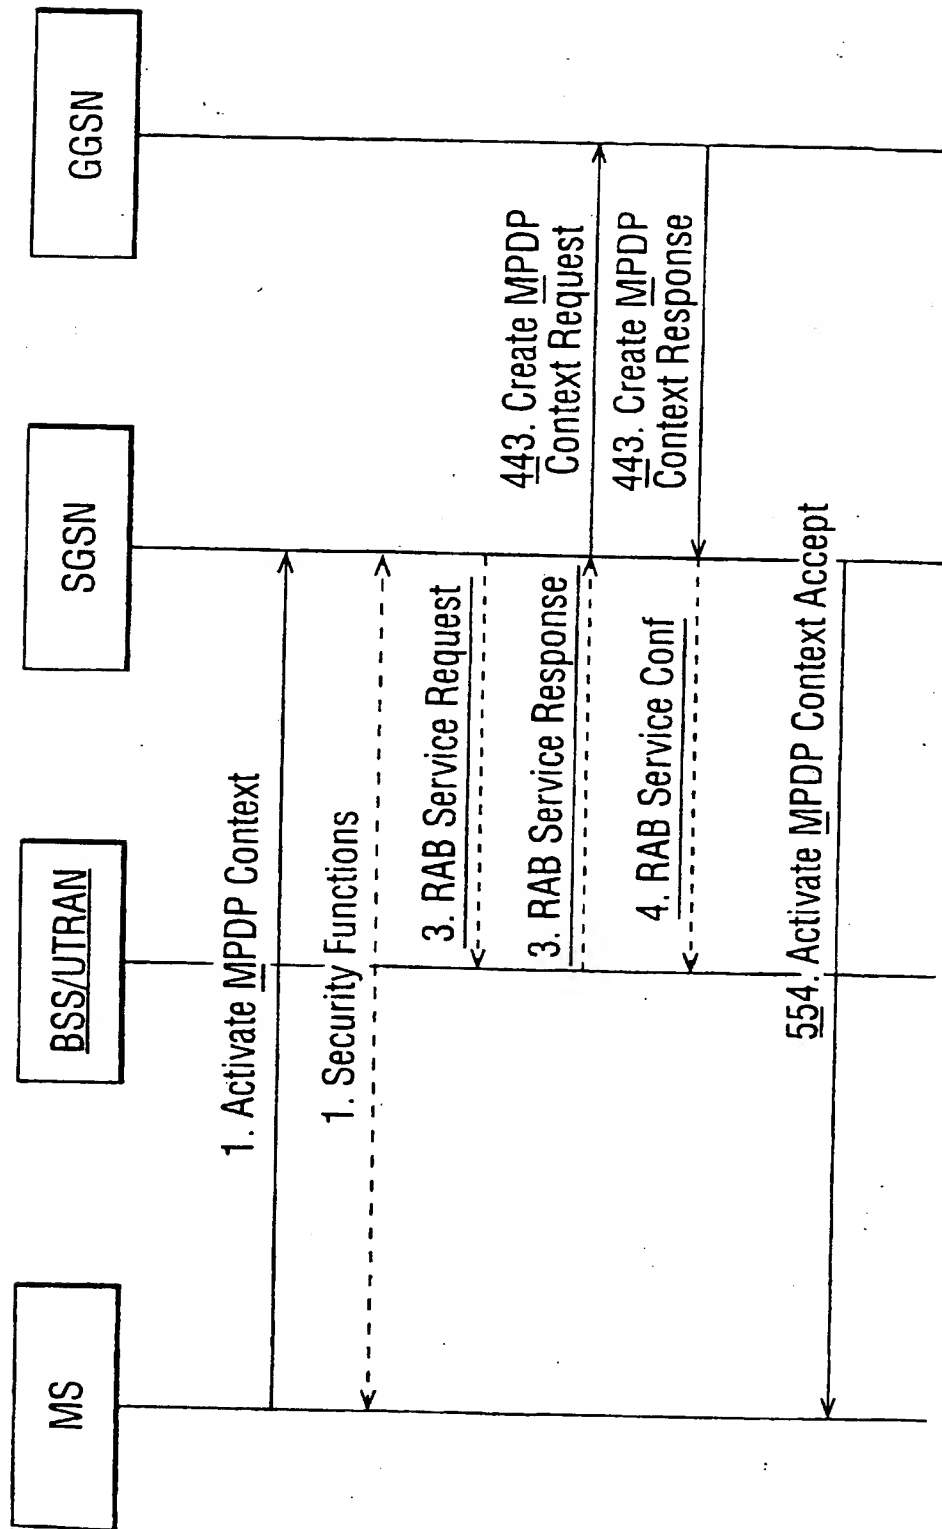 MS
BSS/UTRAN
SGSN
GGSN
1. Activate MPDP Context
1. Security Functions
3. RAB Service Request
443. Create MPDP
Context Request
3. RAB Service Response
443. Create MPDP
Context Response
4. RAB Service Conf
554. Activate MPDP Context Accept